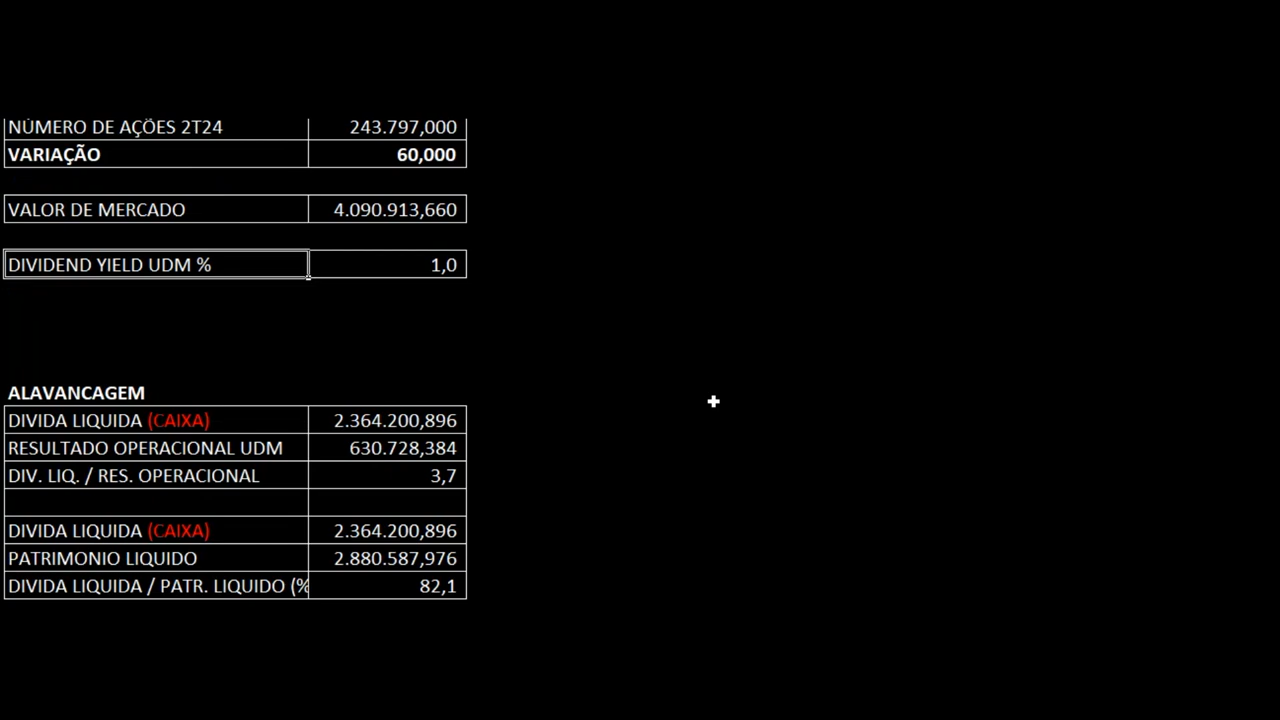 NÚMERO DE AÇÕES 2T24 243.797,000
VARIAÇÃO 60,000
VALOR DE MERCADO 4.090.913,660
DIVIDEND YIELD UDM % 1,0
ALAVANCAGEM
DIVIDA LIQUIDA (CAIXA) 2.364.200,896
RESULTADO OPERACIONAL UDM 630.728,384
DIV. LIQ. / RES. OPERACIONAL 3,7
DIVIDA LIQUIDA (CAIXA) 2.364.200,896
PATRIMONIO LIQUIDO 2.880.587,976
DIVIDA LIQUIDA / PATR. LIQUIDO (% 82,1